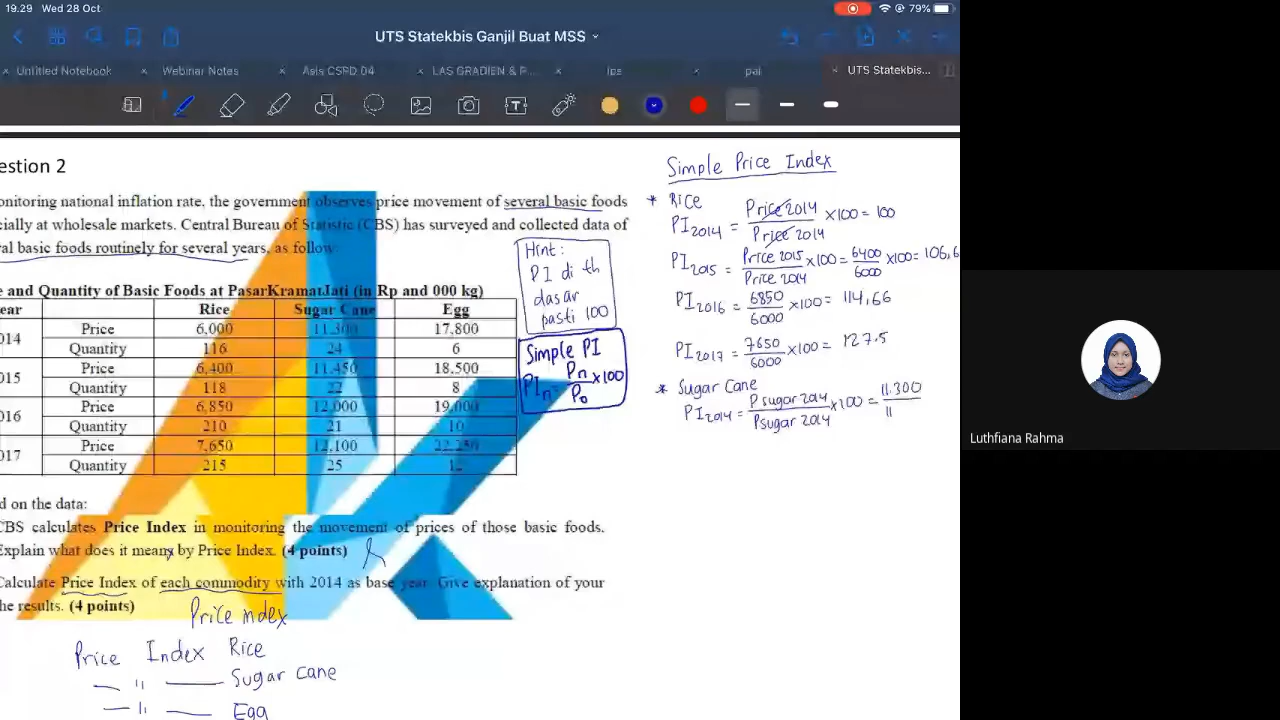 19.29 Wed 28 Oct
79%
UTS Statekbis Ganjil Buat MSS
Untitled Notebook
Webinar Notes
Asis CSPD 04
LAS GRADIEN & P...
ips
pai
UTS Statekbis...
estion 2
onitoring national inflation rate, the government observes price movement of several basic foods
cially at wholesale markets. Central Bureau of Statistic (CBS) has surveyed and collected data of
ral basic foods routinely for several years, as follow:
e and Quantity of Basic Foods at PasarKramatJati (in Rp and 000 kg)
ear Rice Sugar Cane Egg
014 Price 6,000 11,300 17,800
Quantity 116 24 6
015 Price 6,400 11,450 18,500
Quantity 118 22 8
016 Price 6,850 12,000 19,000
Quantity 210 21 10
017 Price 7,650 12,100 22,250
Quantity 215 25 12
Hint:
PI di th
dasar
pasti 100
Simple PI
PIn = Pn/Po x100
d on the data:
CBS calculates Price Index in monitoring the movement of prices of those basic foods.
Explain what does it means by Price Index. (4 points)
Calculate Price Index of each commodity with 2014 as base year. Give explanation of your
he results. (4 points)
Price index
Price Index Rice
— " — Sugar cane
— " — Egg
Simple Price Index
* Rice
PI2014 = Price 2014/Price 2014 x100 = 100
PI2015 = Price 2015/Price 2014 x100 = 6400/6000 x100 = 106,6
PI2016 = 6850/6000 x100 = 114,66
PI2017 = 7650/6000 x100 = 127.5
* Sugar Cane
PI2014 = P sugar 2014/P sugar 2014 x100 = 11.300/11
Luthfiana Rahma